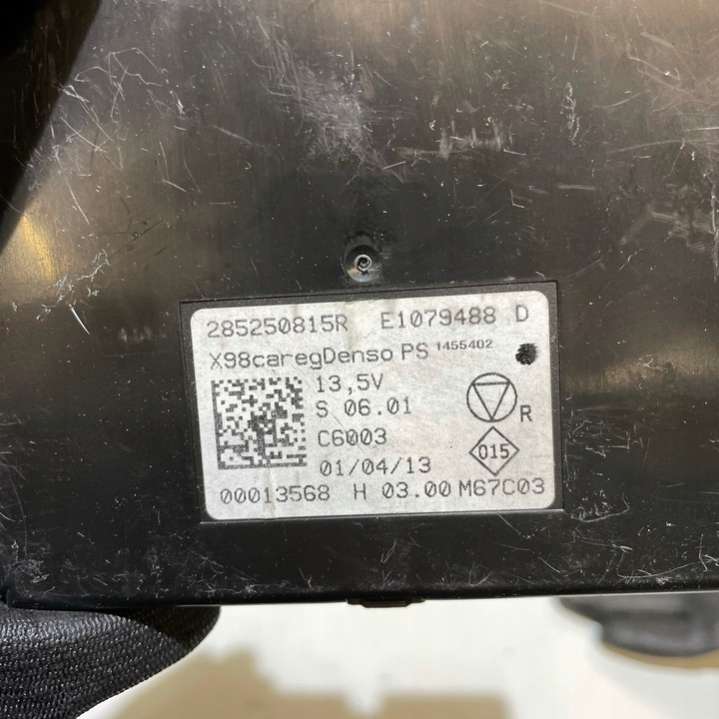 285250815R E1079488 D
X98caregDenso PS 1455402
13,5V
S 06.01
R
C6003
015
01/04/13
00013568 H 03.00 M67C03